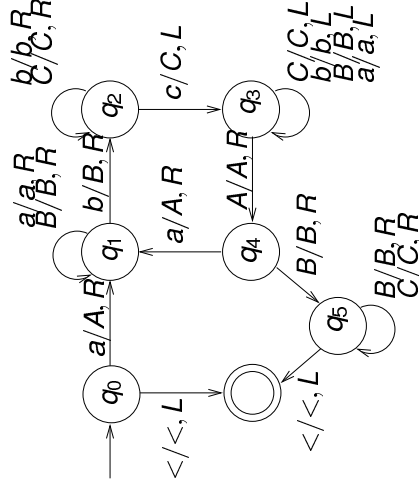 b/b, R
C/C, R
c/C, L
C/C, L
b/b, L
B/B, L
a/a, L
q2
q3
a/a, R
B/B, R
b/B, R
a/A, R
A/A, R
B/B, R
q1
q4
B/B, R
C/C, R
q5
a/A, R
q0
</<, L
</<, L